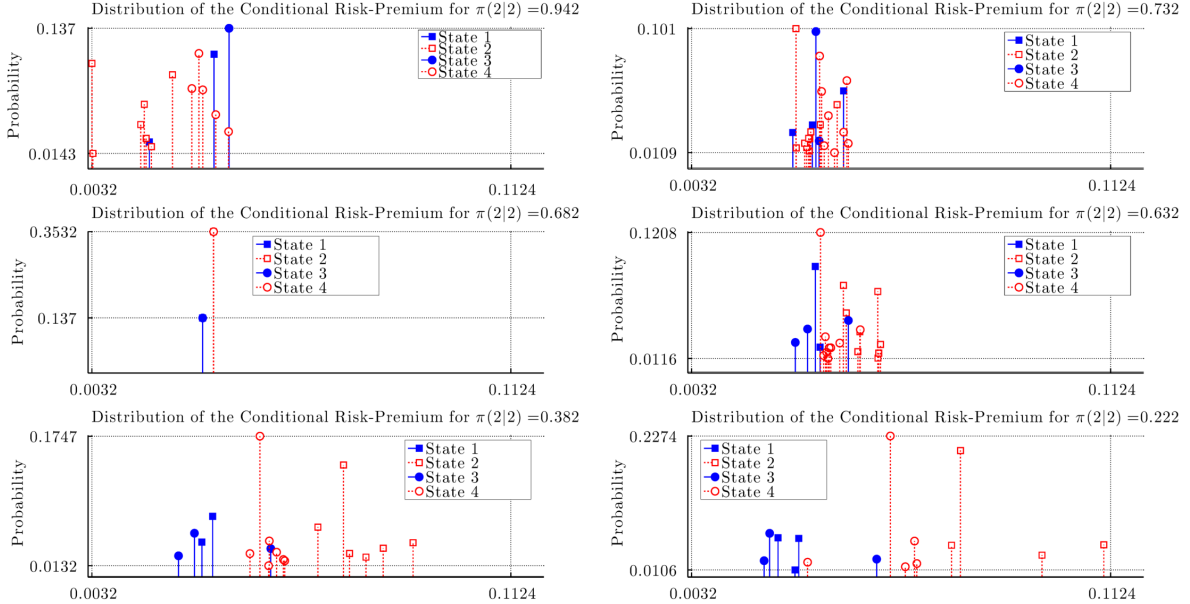 Distribution of the Conditional Risk-Premium for π(2|2) =0.942
0.137
0.0143
Probability
State 1
State 2
State 3
State 4
0.0032
0.1124
Distribution of the Conditional Risk-Premium for π(2|2) =0.732
0.101
0.0109
Probability
State 1
State 2
State 3
State 4
0.0032
0.1124
Distribution of the Conditional Risk-Premium for π(2|2) =0.682
0.3532
0.137
Probability
State 1
State 2
State 3
State 4
0.0032
0.1124
Distribution of the Conditional Risk-Premium for π(2|2) =0.632
0.1208
0.0116
Probability
State 1
State 2
State 3
State 4
0.0032
0.1124
Distribution of the Conditional Risk-Premium for π(2|2) =0.382
0.1747
0.0132
Probability
State 1
State 2
State 3
State 4
0.0032
0.1124
Distribution of the Conditional Risk-Premium for π(2|2) =0.222
0.2274
0.0106
Probability
State 1
State 2
State 3
State 4
0.0032
0.1124